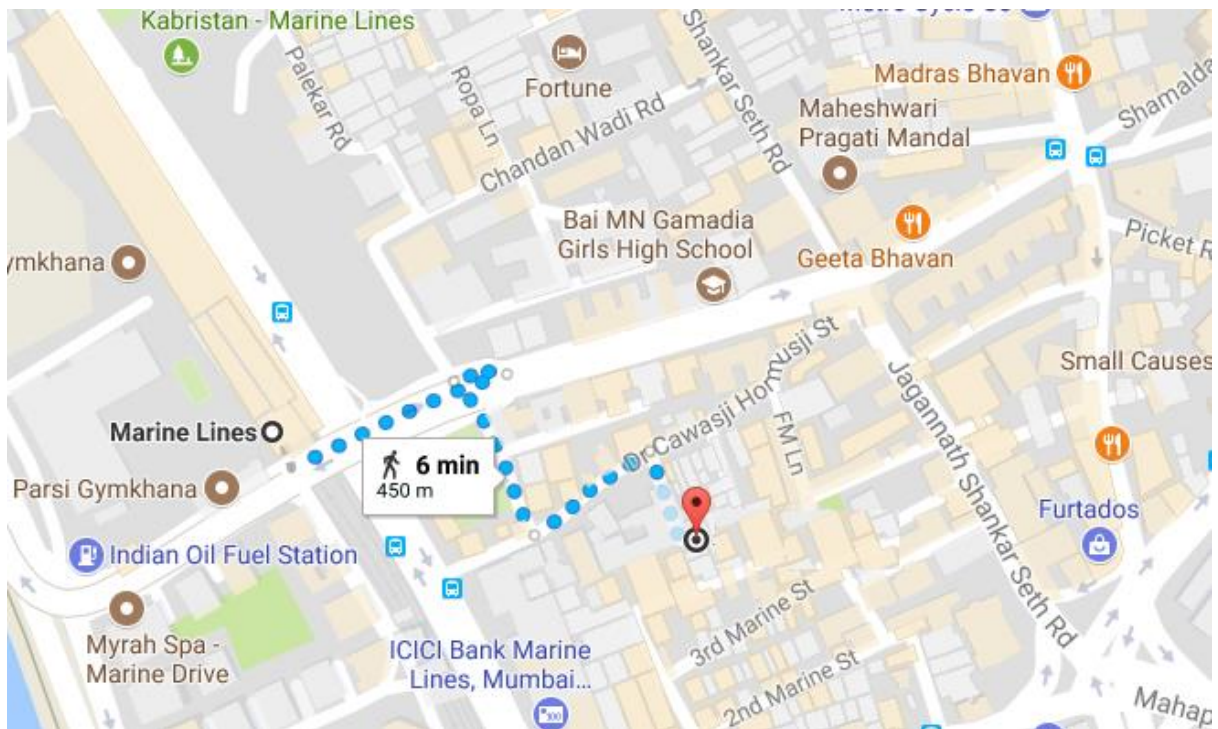 Kabristan - Marine Lines
Palekar Rd
Ropa Ln
Fortune
Chandan Wadi Rd
Shankar Seth Rd
Madras Bhavan
Maheshwari
Pragati Mandal
Shamalda
Bai MN Gamadia
Girls High School
Geeta Bhavan
Picket R
ymkhana
Small Causes
Marine Lines
Parsi Gymkhana
6 min
450 m
Dr Cawasji Hormusji St
FM Ln
Jagannath Shankar Seth Rd
Furtados
Indian Oil Fuel Station
Myrah Spa -
Marine Drive
ICICI Bank Marine
Lines, Mumbai...
3rd Marine St
2nd Marine St
Mahap